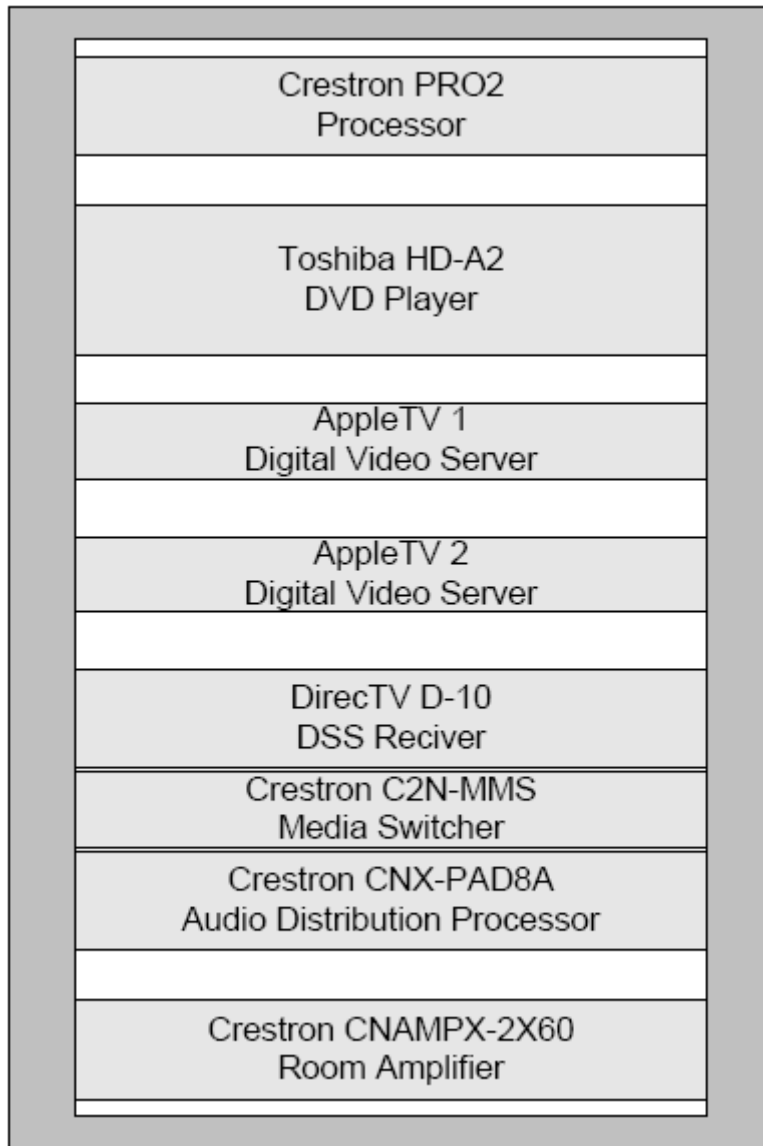 Crestron PRO2
Processor
Toshiba HD-A2
DVD Player
AppleTV 1
Digital Video Server
AppleTV 2
Digital Video Server
DirecTV D-10
DSS Reciver
Crestron C2N-MMS
Media Switcher
Crestron CNX-PAD8A
Audio Distribution Processor
Crestron CNAMPX-2X60
Room Amplifier